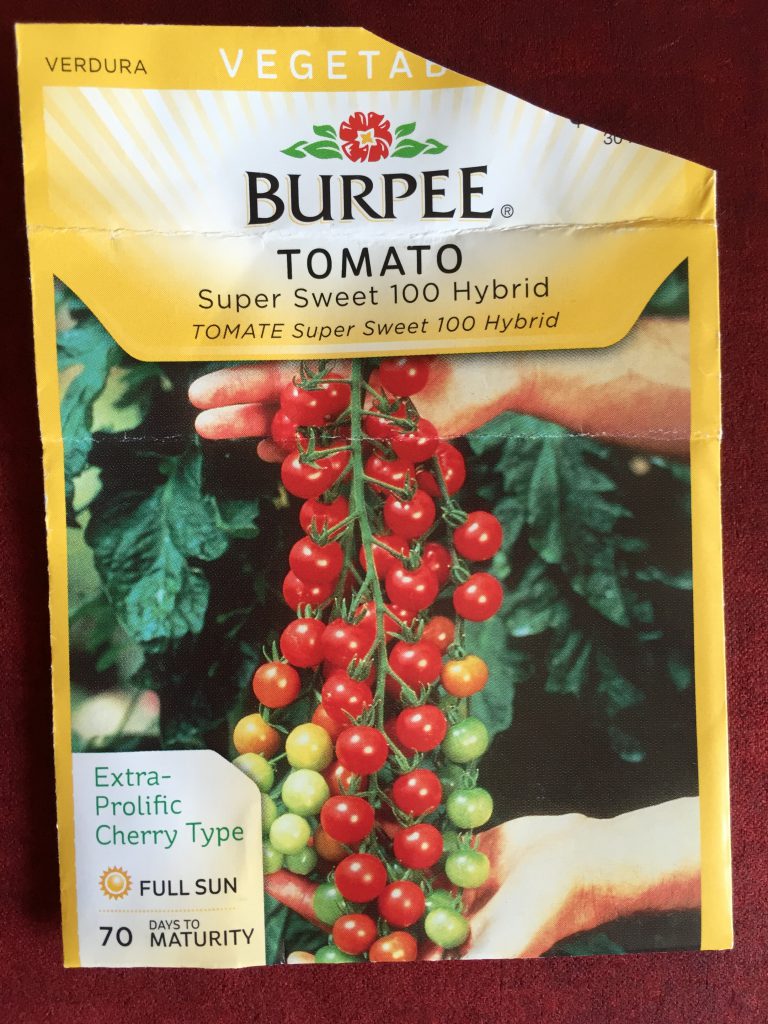 VERDURA
VEGETAB
30
BURPEE®
TOMATO
Super Sweet 100 Hybrid
TOMATE Super Sweet 100 Hybrid
Extra-
Prolific
Cherry Type
FULL SUN
70 DAYS TO
MATURITY